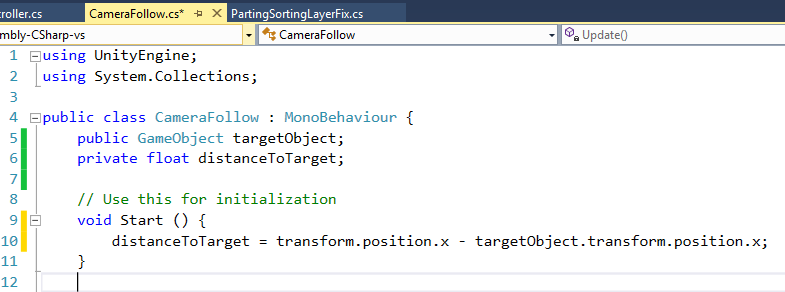 troller.cs CameraFollow.cs* PartingSortingLayerFix.cs
mbly-CSharp-vs CameraFollow Update()
1 using UnityEngine;
2 using System.Collections;
3
4 public class CameraFollow : MonoBehaviour {
5 public GameObject targetObject;
6 private float distanceToTarget;
7
8 // Use this for initialization
9 void Start () {
10 distanceToTarget = transform.position.x - targetObject.transform.position.x;
11 }
12